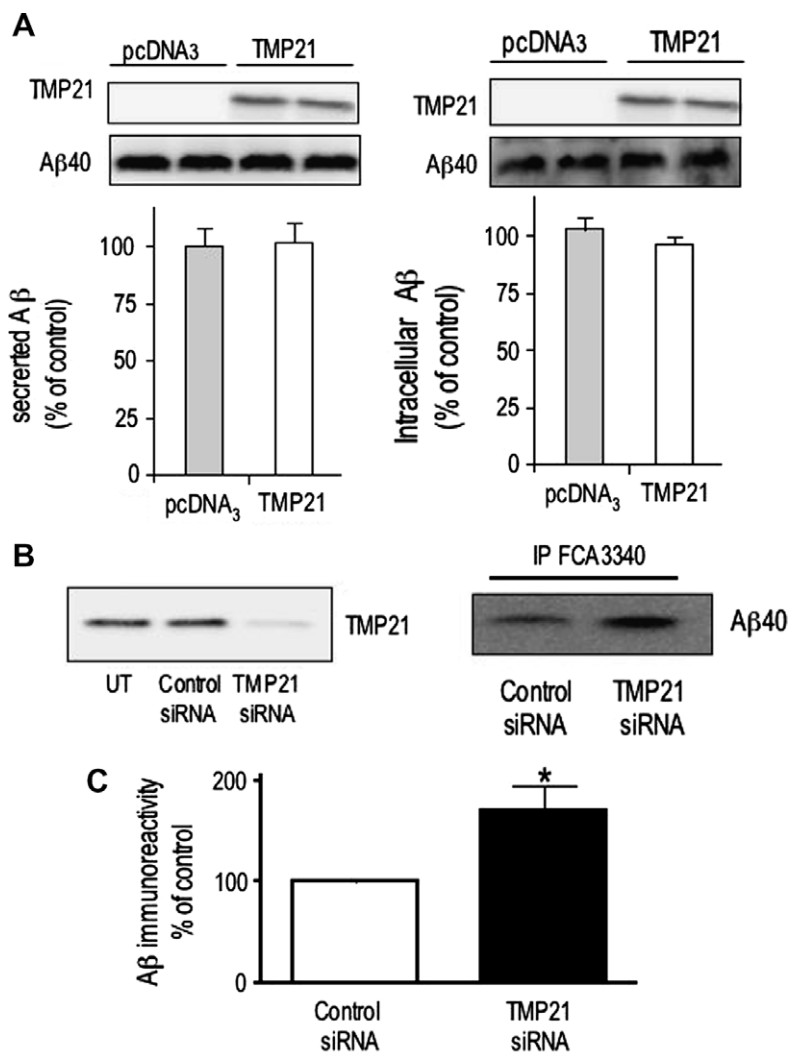 A
pcDNA3 TMP21
TMP21
Aβ40
100
75
50
25
0
secrerted Aβ
(% of control)
pcDNA3 TMP21
pcDNA3 TMP21
TMP21
Aβ40
100
75
50
25
0
Intracellular Aβ
(% of control)
pcDNA3 TMP21
B
TMP21
UT Control TMP21
siRNA siRNA
IP FCA3340
Aβ40
Control TMP21
siRNA siRNA
C
200
100
0
Aβ immunoreactivity
% of control
*
Control TMP21
siRNA siRNA